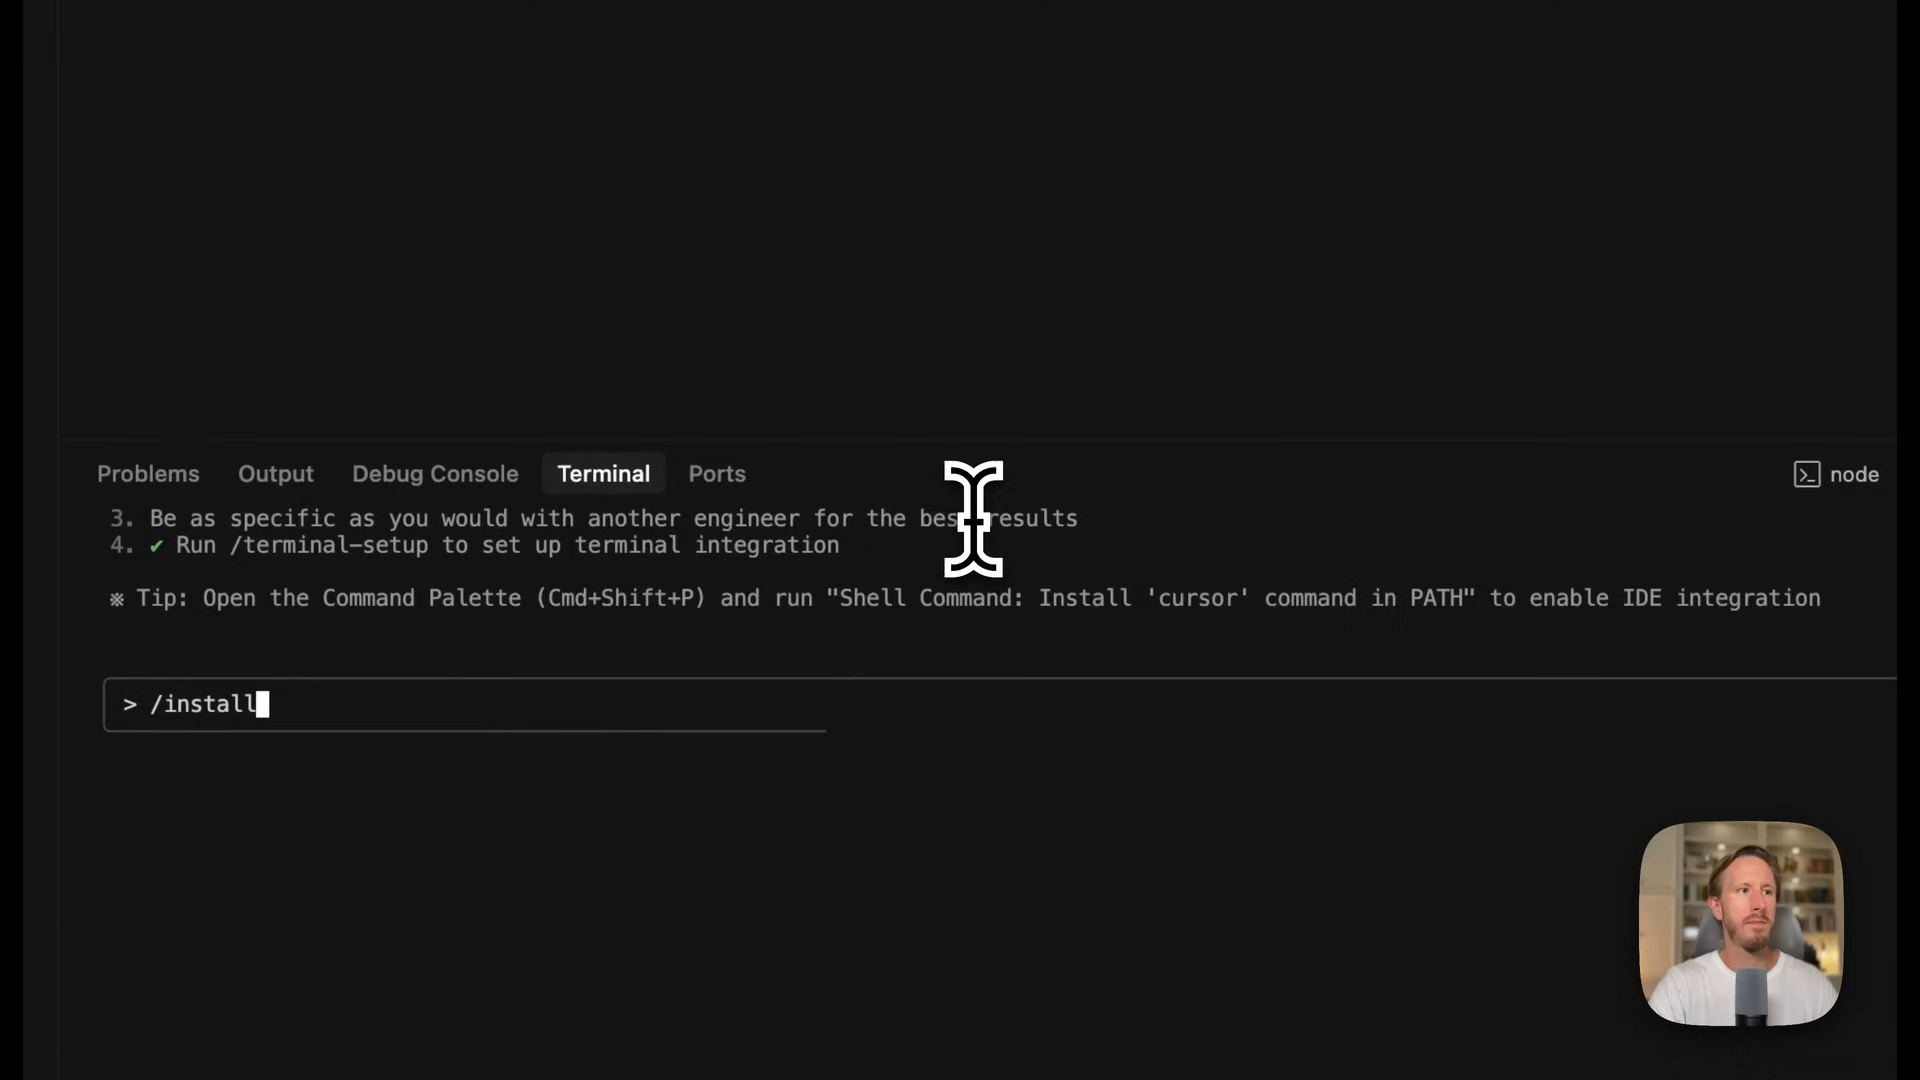 Problems Output Debug Console Terminal Ports node
3. Be as specific as you would with another engineer for the best results
4. ✔ Run /terminal-setup to set up terminal integration
※ Tip: Open the Command Palette (Cmd+Shift+P) and run "Shell Command: Install 'cursor' command in PATH" to enable IDE integration
> /install